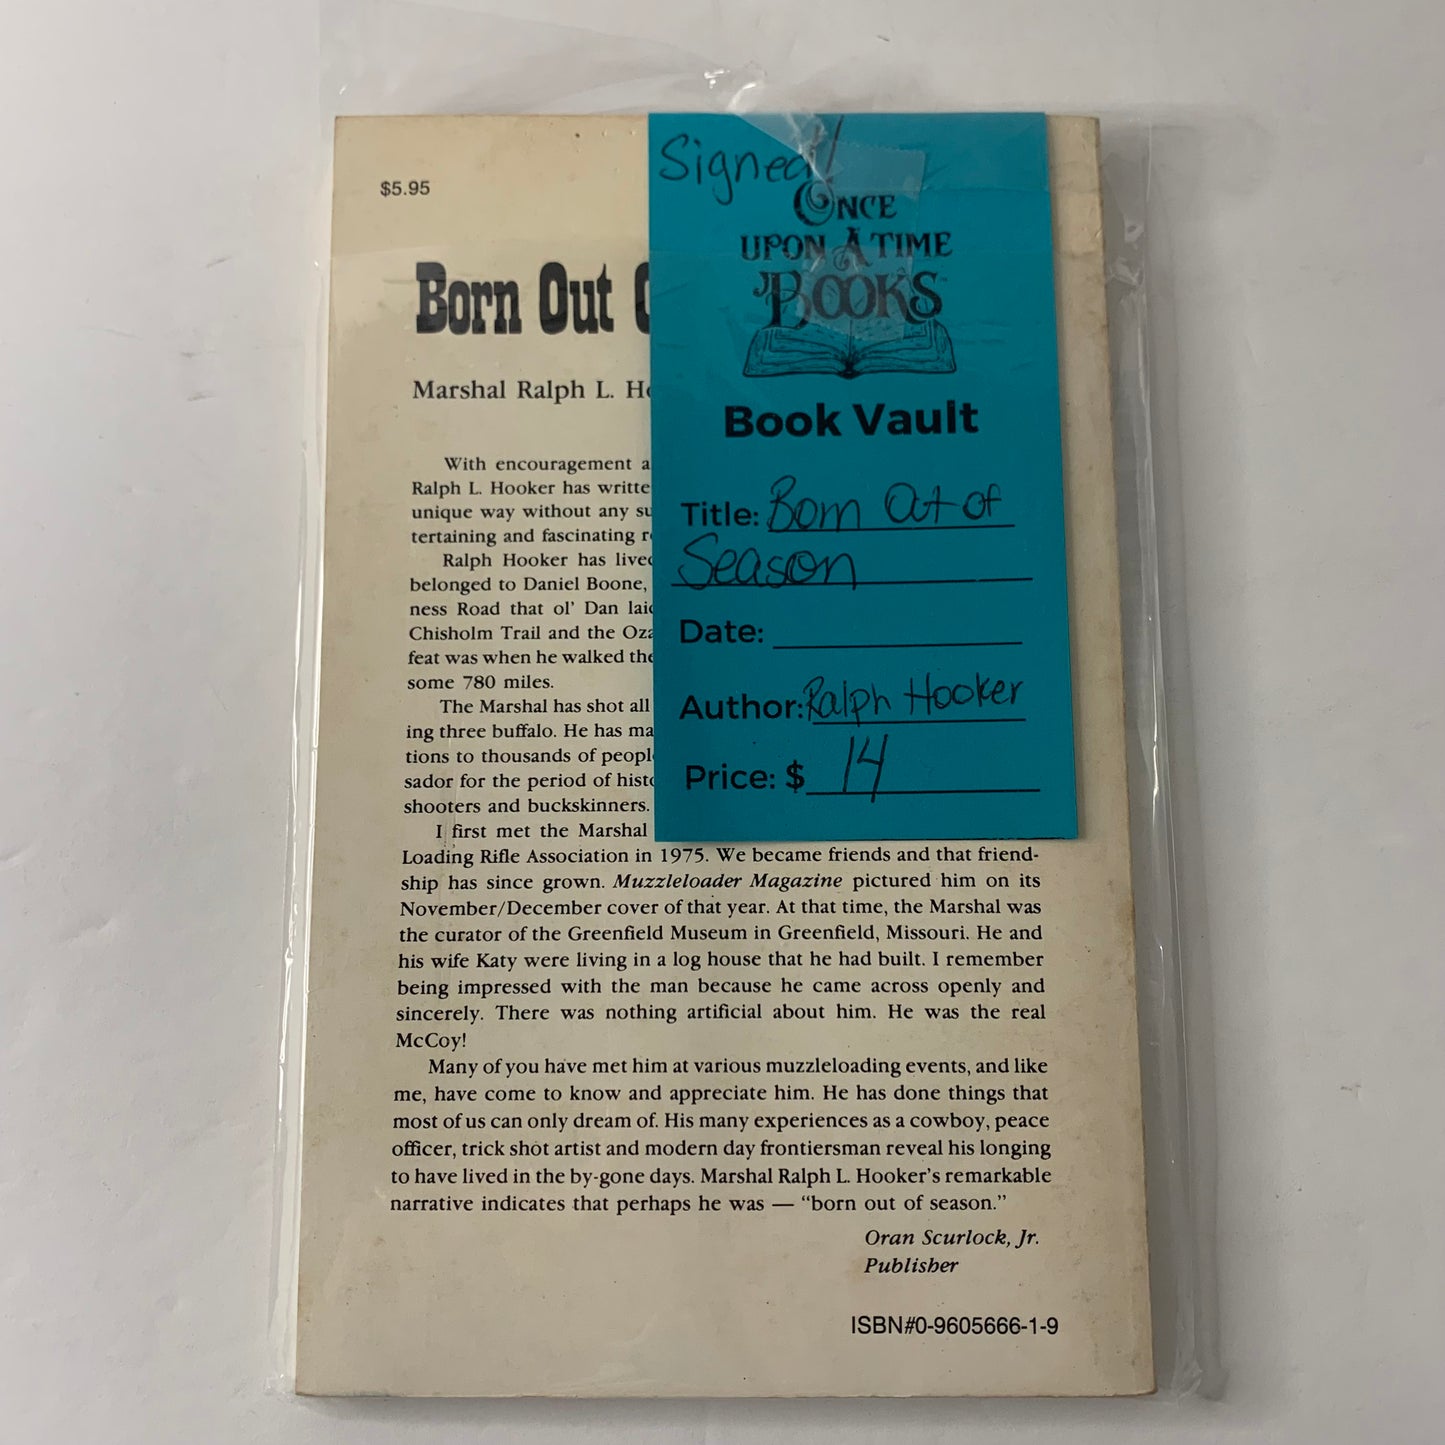 $5.95
Born Out
Marshal Ralph L.
With encouragement
Ralph L. Hooker has
unique way without any
tertaining and fascinating
Ralph Hooker has
belonged to Daniel Boone,
ness Road that ol' Dan
Chisholm Trail and the
feat was when he walked
some 780 miles.
The Marshal has shot all
ing three buffalo. He has
tions to thousands of
sador for the period of
shooters and buckskinners.
I first met the Marshal
Loading Rifle Association in 1975. We became friends and that friend-
ship has since grown. Muzzleloader Magazine pictured him on its
November/December cover of that year. At that time, the Marshal was
the curator of the Greenfield Museum in Greenfield, Missouri. He and
his wife Katy were living in a log house that he had built. I remember
being impressed with the man because he came across openly and
sincerely. There was nothing artificial about him. He was the real
McCoy!
Many of you have met him at various muzzleloading events, and like
me, have come to know and appreciate him. He has done things that
most of us can only dream of. His many experiences as a cowboy, peace
officer, trick shot artist and modern day frontiersman reveal his longing
to have lived in the by-gone days. Marshal Ralph L. Hooker's remarkable
narrative indicates that perhaps he was — "born out of season."
Oran Scurlock, Jr.
Publisher
ISBN#0-9605666-1-9
Signed!
ONCE
UPON A TIME
BOOKS
Book Vault
Title: Born Out of
Season
Date:
Author: Ralph Hooker
Price: $ 14